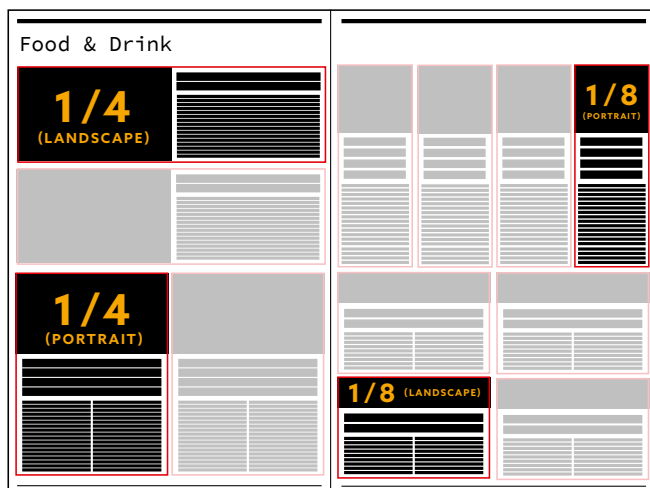 Food & Drink
1/4
(LANDSCAPE)
1/4
(PORTRAIT)
1/8
(PORTRAIT)
1/8 (LANDSCAPE)